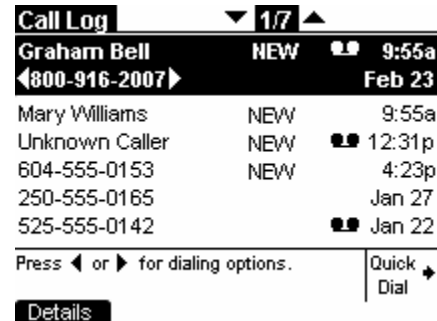 Call Log 1/7
Graham Bell NEW 9:55a
800-916-2007 Feb 23
Mary Williams NEW 9:55a
Unknown Caller NEW 12:31p
604-555-0153 NEW 4:23p
250-555-0165 Jan 27
525-555-0142 Jan 22
Press ◀ or ▶ for dialing options.
Quick
Dial
Details